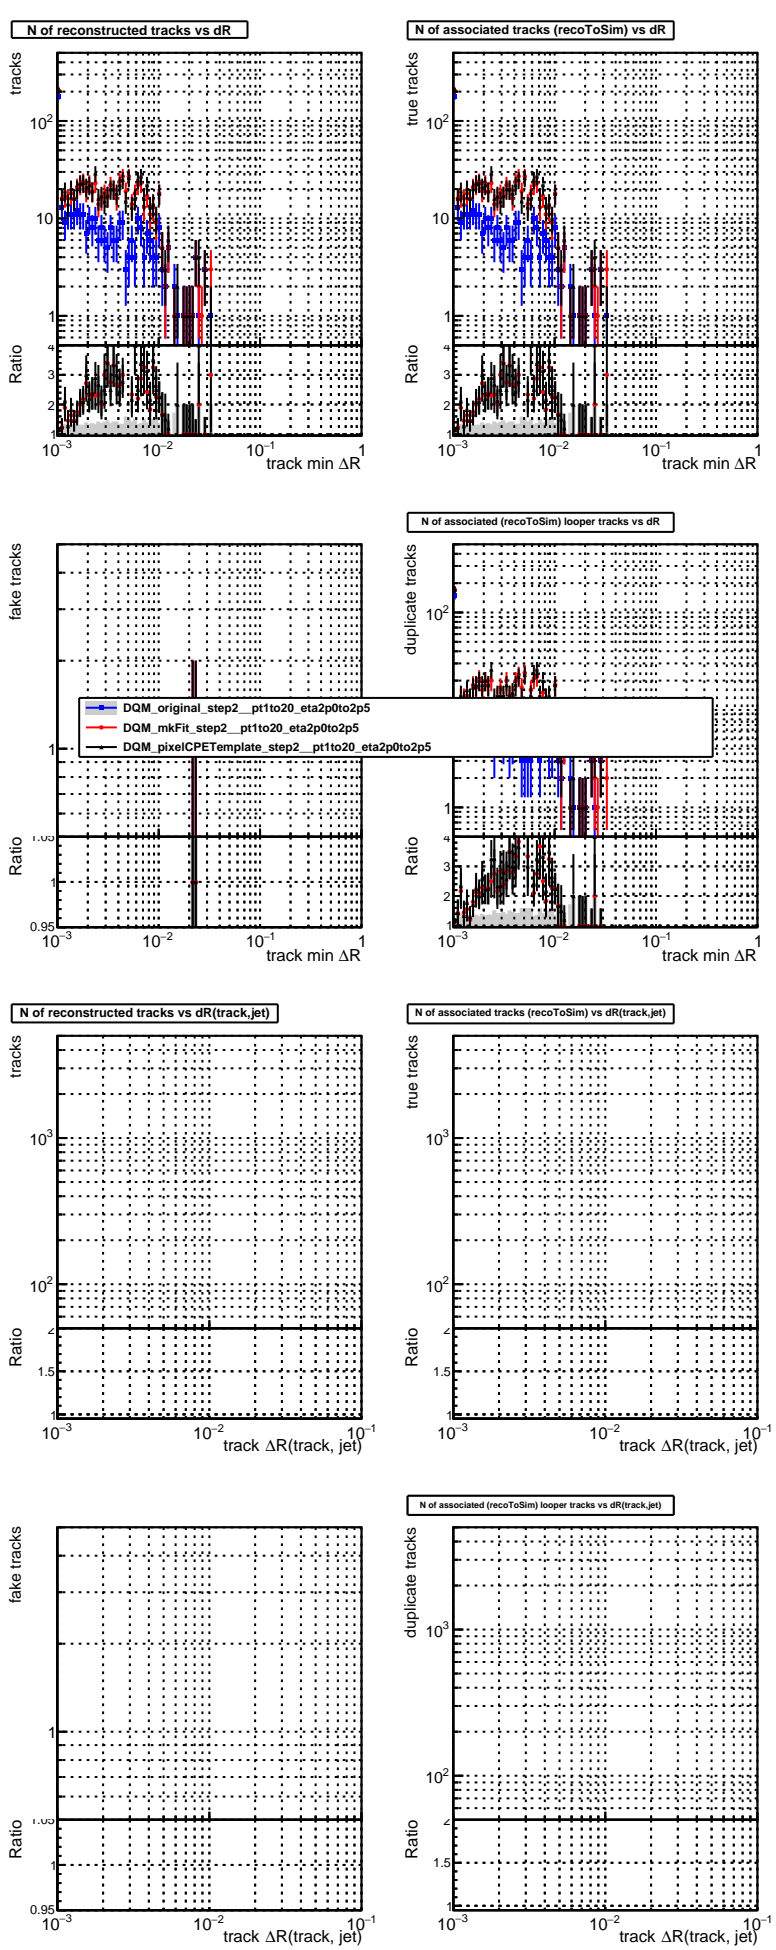 N of reconstructed tracks vs dR
N of associated tracks (recoToSim) vs dR
tracks
10²
10
1
Ratio
4
3
2
1
10⁻³
10⁻²
10⁻¹
1
track min ΔR
true tracks
10²
10
1
Ratio
4
3
2
1
10⁻³
10⁻²
10⁻¹
1
track min ΔR
N of associated (recoToSim) looper tracks vs dR
fake tracks
1
Ratio
1.05
1
0.95
10⁻³
10⁻²
10⁻¹
1
track min ΔR
duplicate tracks
10²
1
Ratio
4
3
2
1
10⁻³
10⁻²
10⁻¹
1
track min ΔR
DQM_original_step2__pt1to20_eta2p0to2p5
DQM_mkFit_step2__pt1to20_eta2p0to2p5
DQM_pixelCPETemplate_step2__pt1to20_eta2p0to2p5
N of reconstructed tracks vs dR(track,jet)
N of associated tracks (recoToSim) vs dR(track,jet)
tracks
10³
10²
Ratio
2
1.5
1
10⁻³
10⁻²
10⁻¹
track ΔR(track, jet)
true tracks
10³
10²
Ratio
2
1.5
1
10⁻³
10⁻²
10⁻¹
track ΔR(track, jet)
N of associated (recoToSim) looper tracks vs dR(track,jet)
fake tracks
1
Ratio
1.05
1
0.95
10⁻³
10⁻²
10⁻¹
track ΔR(track, jet)
duplicate tracks
10³
10²
Ratio
2
1.5
1
10⁻³
10⁻²
10⁻¹
track ΔR(track, jet)